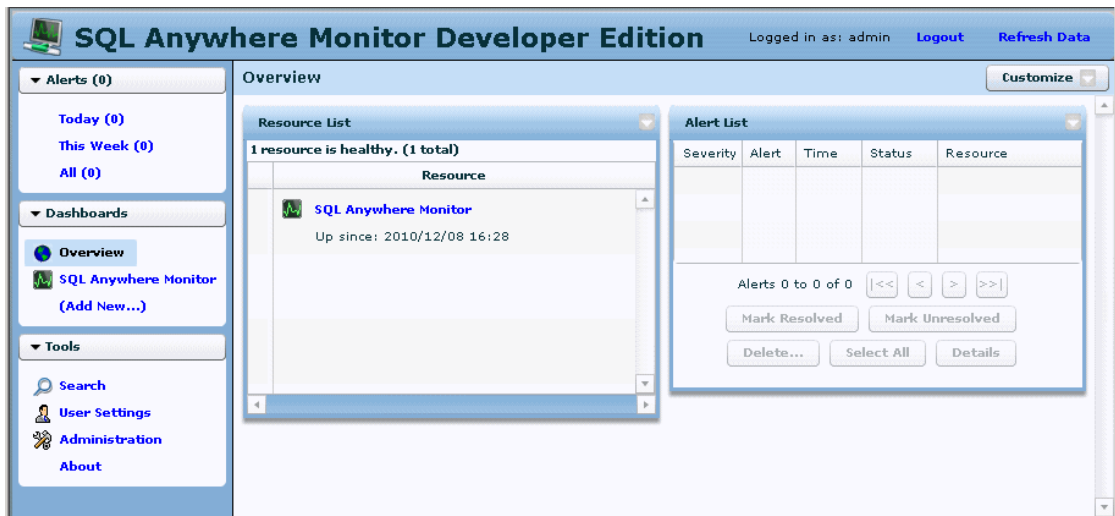 SQL Anywhere Monitor Developer Edition
Logged in as: admin
Logout
Refresh Data
Alerts (0)
Today (0)
This Week (0)
All (0)
Dashboards
Overview
SQL Anywhere Monitor
(Add New...)
Tools
Search
User Settings
Administration
About
Overview
Customize
Resource List
1 resource is healthy. (1 total)
Resource
SQL Anywhere Monitor
Up since: 2010/12/08 16:28
Alert List
Severity Alert Time Status Resource
Alerts 0 to 0 of 0 |<< < > >>|
Mark Resolved Mark Unresolved
Delete... Select All Details